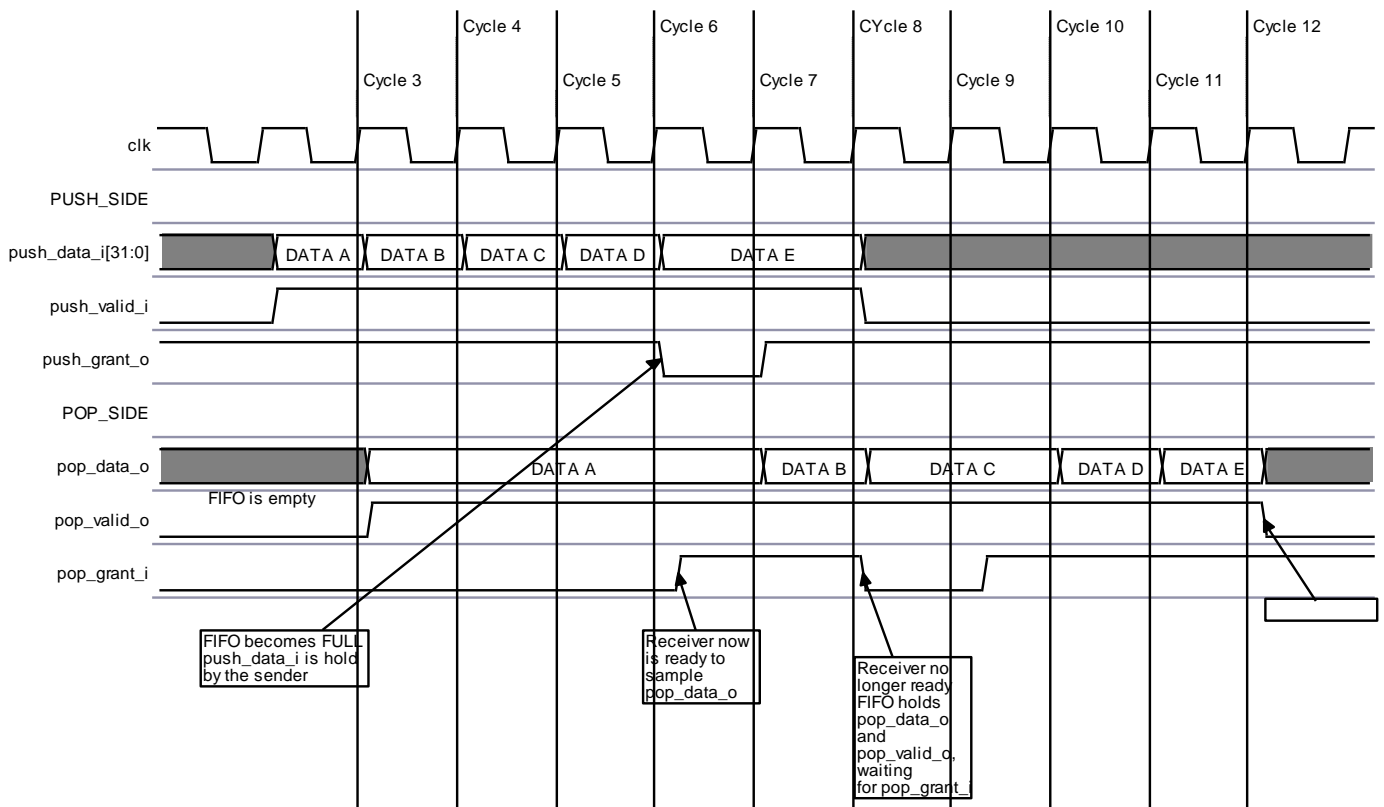 Cycle 4
Cycle 6
CYcle 8
Cycle 10
Cycle 12
Cycle 3
Cycle 5
Cycle 7
Cycle 9
Cycle 11
clk
PUSH_SIDE
push_data_i[31:0]
DATA A
DATA B
DATA C
DATA D
DATA E
push_valid_i
push_grant_o
POP_SIDE
pop_data_o
DATA A
DATA B
DATA C
DATA D
DATA E
FIFO is empty
pop_valid_o
pop_grant_i
FIFO becomes FULL
push_data_i is hold
by the sender
Receiver now
is ready to
sample
pop_data_o
Receiver no
longer ready
FIFO holds
pop_data_o
and
pop_valid_o,
waiting
for pop_grant_i